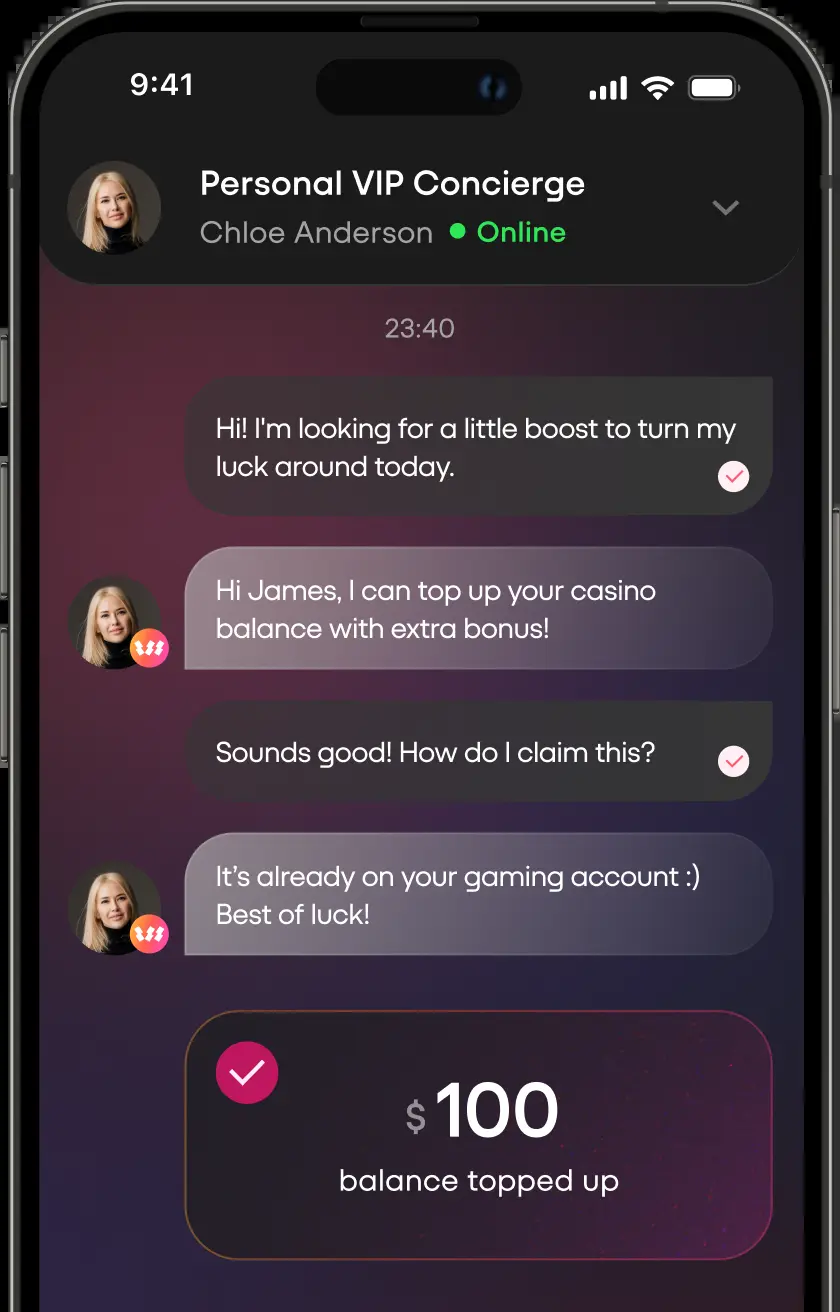 9:41
Personal VIP Concierge
Chloe Anderson Online
23:40
Hi! I'm looking for a little boost to turn my
luck around today.
Hi James, I can top up your casino
balance with extra bonus!
Sounds good! How do I claim this?
It’s already on your gaming account :)
Best of luck!
$100
balance topped up